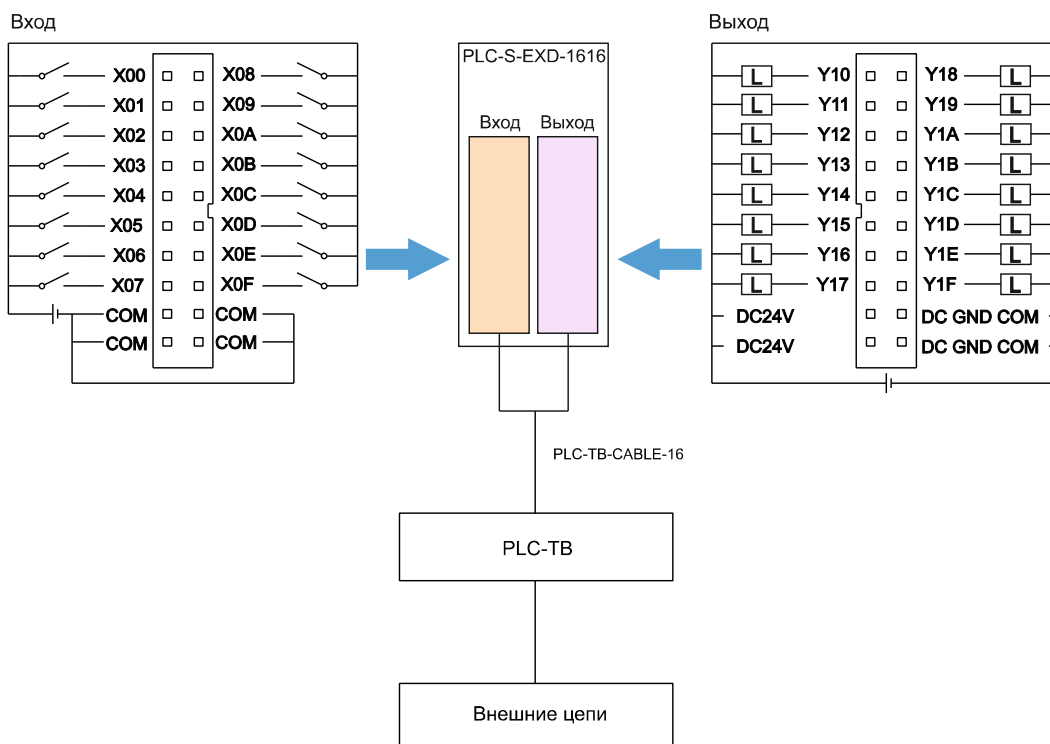 Вход
X00 X08
X01 X09
X02 X0A
X03 X0B
X04 X0C
X05 X0D
X06 X0E
X07 X0F
COM COM
COM COM
PLC-S-EXD-1616
Вход Выход
Выход
L Y10 Y18 L
L Y11 Y19 L
L Y12 Y1A L
L Y13 Y1B L
L Y14 Y1C L
L Y15 Y1D L
L Y16 Y1E L
L Y17 Y1F L
DC24V DC GND COM
DC24V DC GND COM
PLC-TB-CABLE-16
PLC-TB
Внешние цепи